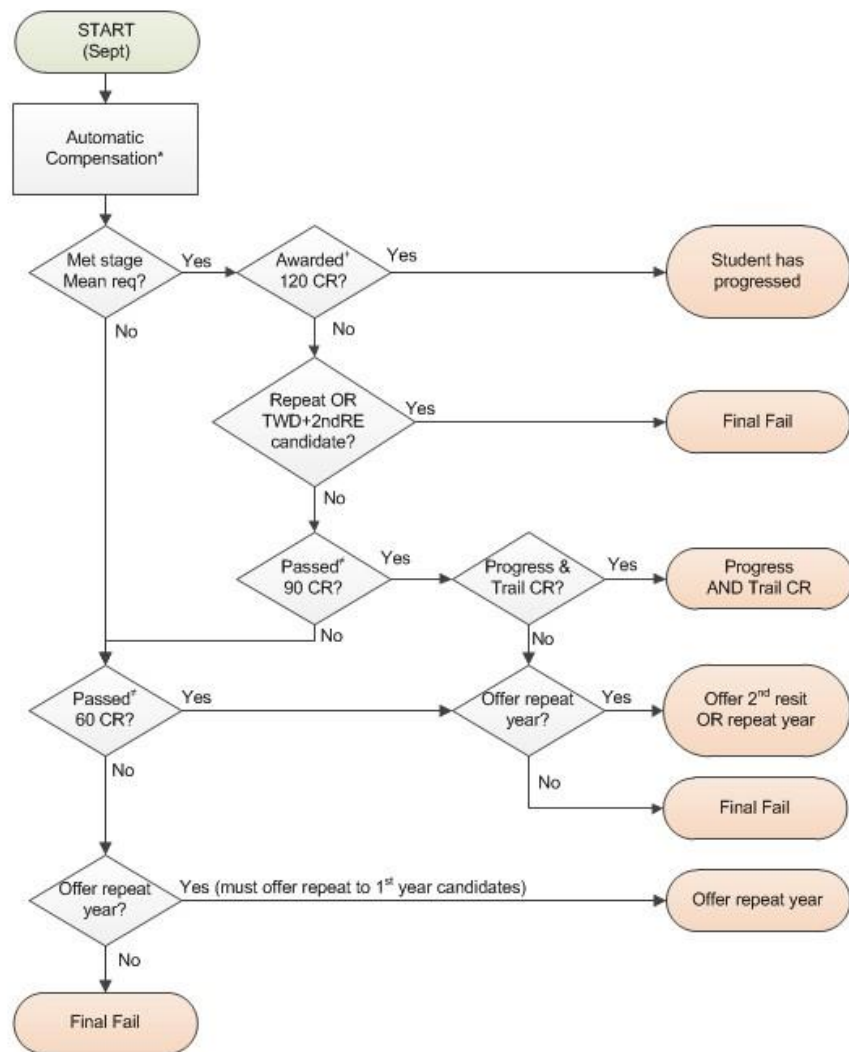 START
(Sept)
Automatic
Compensation*
Met stage
Mean req?
Yes
Awarded†
120 CR?
Yes
Student has
progressed
No
No
Repeat OR
TWD+2ndRE
candidate?
Yes
Final Fail
No
Passed≠
90 CR?
Yes
Progress &
Trail CR?
Yes
Progress
AND Trail CR
No
No
Passed≠
60 CR?
Yes
Offer repeat
year?
Yes
Offer 2nd resit
OR repeat year
No
No
Final Fail
Offer repeat
year?
Yes (must offer repeat to 1st year candidates)
Offer repeat year
No
Final Fail